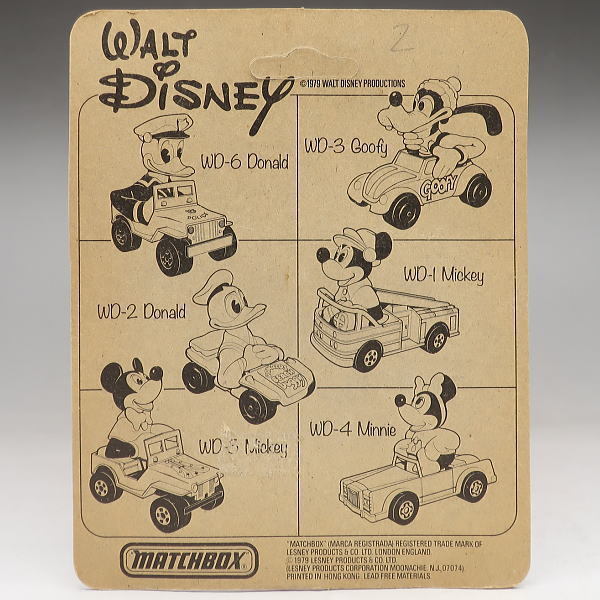 2
WALT
DISNEY
©1979 WALT DISNEY PRODUCTIONS
WD-6 Donald
POLICE
WD-3 Goofy
GOOFY
WD-1 Mickey
WD-2 Donald
WD-5 Mickey
WD-4 Minnie
MATCHBOX
"MATCHBOX" (MARCA REGISTRADA) REGISTERED TRADE MARK OF
LESNEY PRODUCTS & CO. LTD. LONDON ENGLAND.
© 1979 LESNEY PRODUCTS & CO. LTD.
(LESNEY PRODUCTS CORPORATION MOONACHIE. N.J. 07074)
PRINTED IN HONG KONG. LEAD FREE MATERIALS